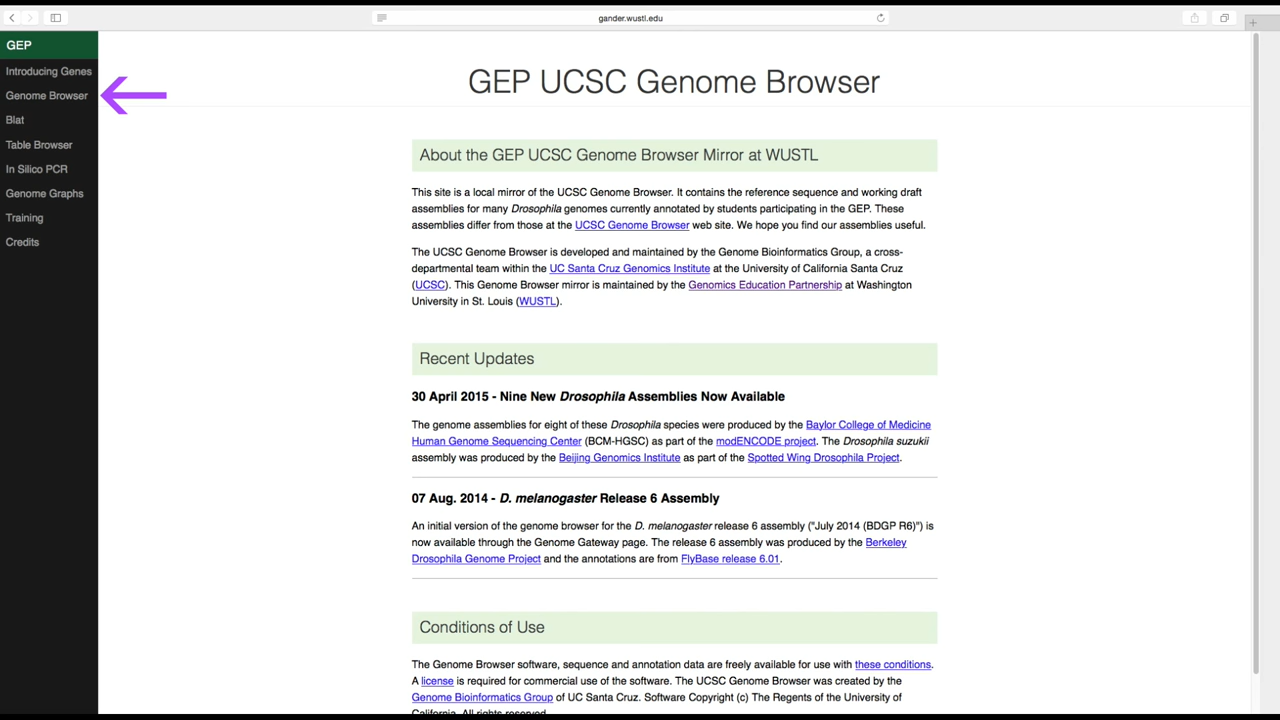 gander.wustl.edu
GEP
Introducing Genes
Genome Browser
Blat
Table Browser
In Silico PCR
Genome Graphs
Training
Credits
GEP UCSC Genome Browser
About the GEP UCSC Genome Browser Mirror at WUSTL
This site is a local mirror of the UCSC Genome Browser. It contains the reference sequence and working draft
assemblies for many Drosophila genomes currently annotated by students participating in the GEP. These
assemblies differ from those at the UCSC Genome Browser web site. We hope you find our assemblies useful.
The UCSC Genome Browser is developed and maintained by the Genome Bioinformatics Group, a cross-
departmental team within the UC Santa Cruz Genomics Institute at the University of California Santa Cruz
(UCSC). This Genome Browser mirror is maintained by the Genomics Education Partnership at Washington
University in St. Louis (WUSTL).
Recent Updates
30 April 2015 - Nine New Drosophila Assemblies Now Available
The genome assemblies for eight of these Drosophila species were produced by the Baylor College of Medicine
Human Genome Sequencing Center (BCM-HGSC) as part of the modENCODE project. The Drosophila suzukii
assembly was produced by the Beijing Genomics Institute as part of the Spotted Wing Drosophila Project.
07 Aug. 2014 - D. melanogaster Release 6 Assembly
An initial version of the genome browser for the D. melanogaster release 6 assembly ("July 2014 (BDGP R6)") is
now available through the Genome Gateway page. The release 6 assembly was produced by the Berkeley
Drosophila Genome Project and the annotations are from FlyBase release 6.01.
Conditions of Use
The Genome Browser software, sequence and annotation data are freely available for use with these conditions.
A license is required for commercial use of the software. The UCSC Genome Browser was created by the
Genome Bioinformatics Group of UC Santa Cruz. Software Copyright (c) The Regents of the University of
California. All rights reserved.